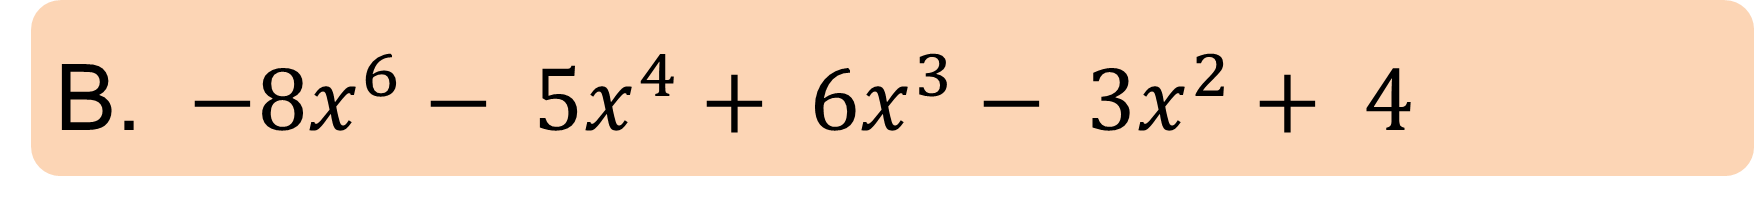 B. −8x⁶ − 5x⁴ + 6x³ − 3x² + 4